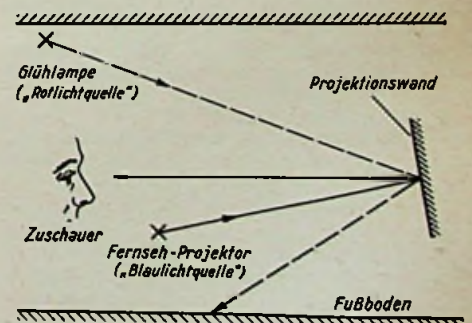 Glühlampe
(„Rotlichtquelle“)
Projektionswand
Zuschauer
Fernseh-Projektor
(„Blaulichtquelle“)
Fußboden